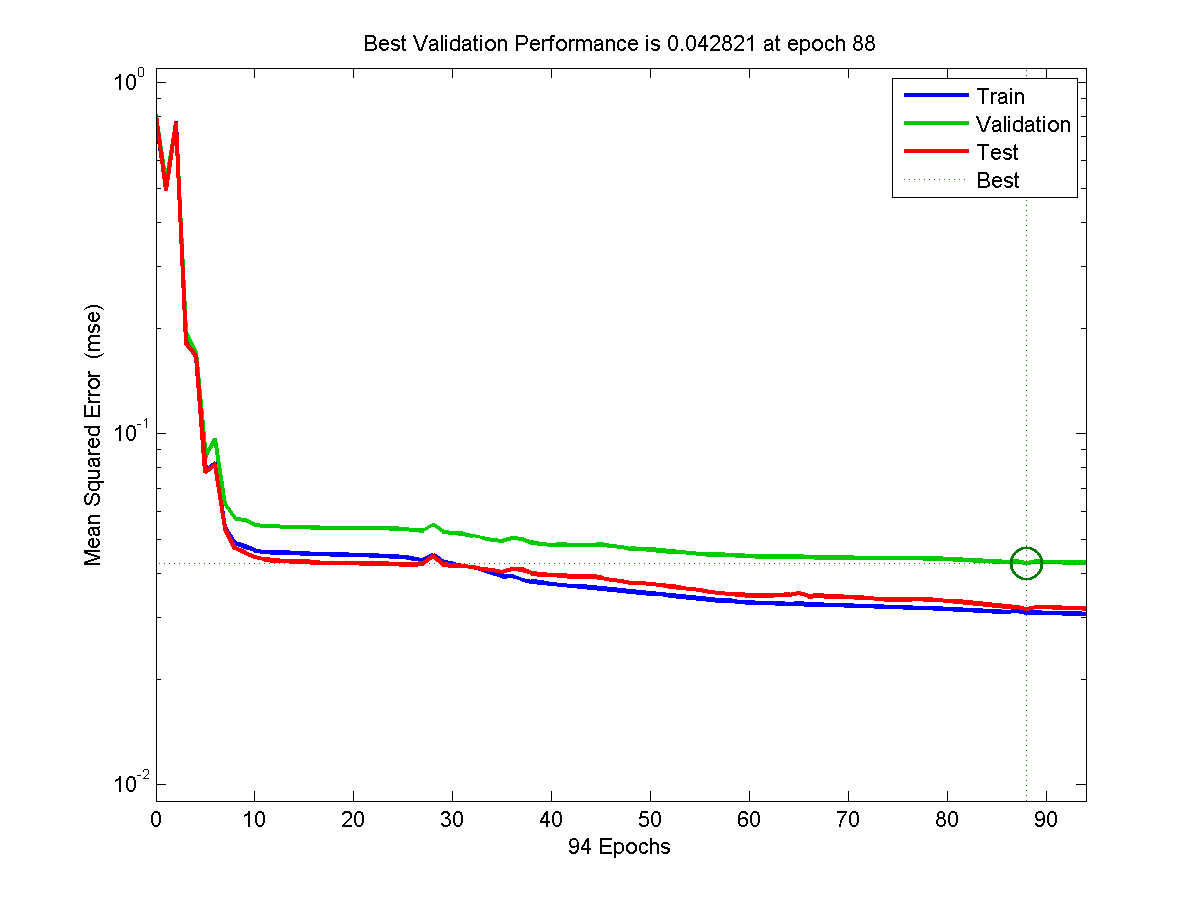 Best Validation Performance is 0.042821 at epoch 88
10^0
10^-1
10^-2
Mean Squared Error (mse)
Train
Validation
Test
Best
0 10 20 30 40 50 60 70 80 90
94 Epochs